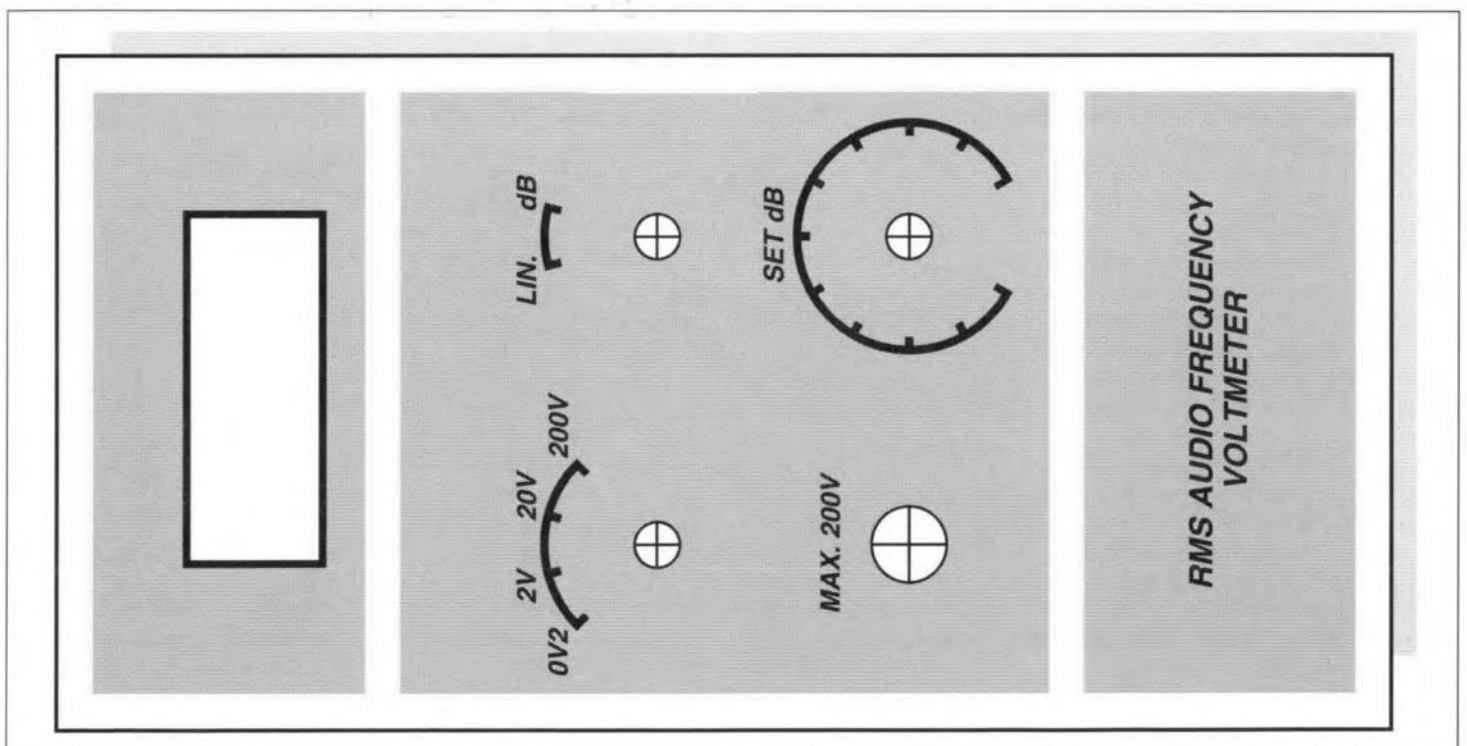 0V2 2V 20V 200V
LIN. dB
MAX. 200V
SET dB
RMS AUDIO FREQUENCY
VOLTMETER